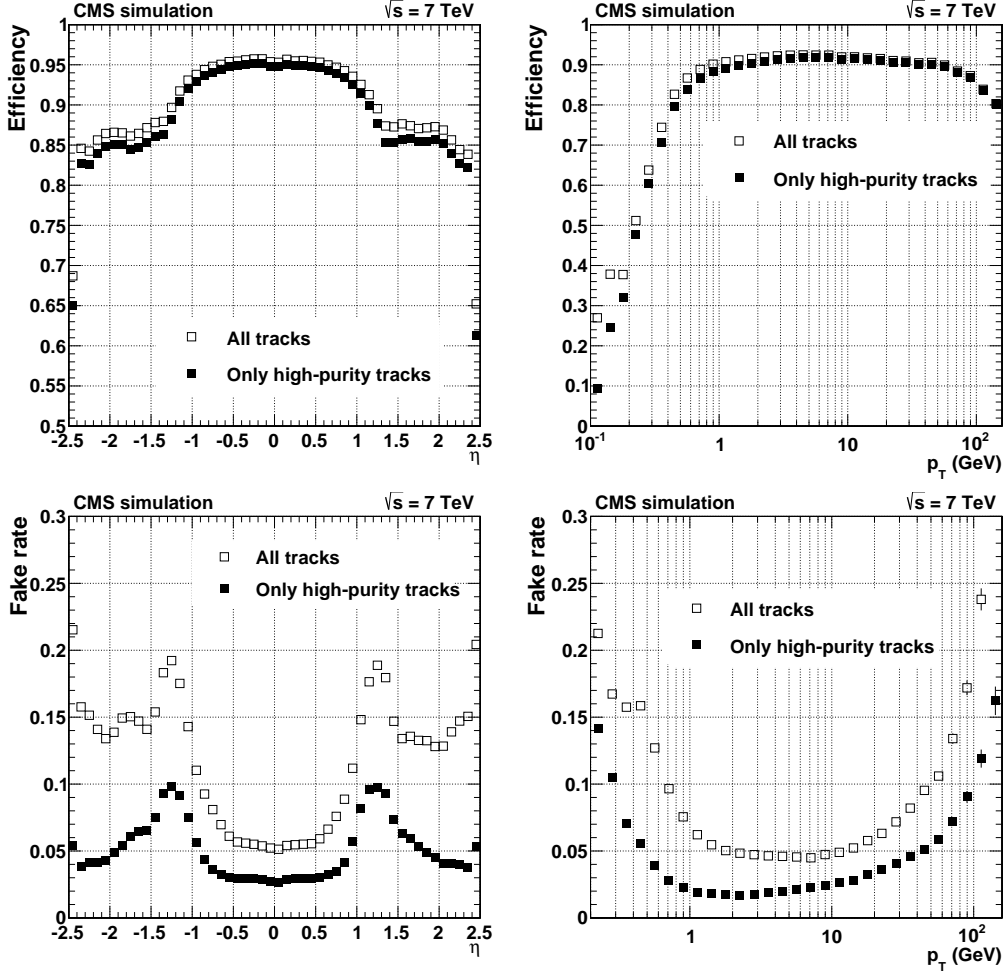 CMS simulation √s = 7 TeV
Efficiency
1
0.95
0.9
0.85
0.8
0.75
0.7
0.65
0.6
0.55
0.5
All tracks
Only high-purity tracks
-2.5 -2 -1.5 -1 -0.5 0 0.5 1 1.5 2 2.5
η
CMS simulation √s = 7 TeV
Efficiency
1
0.9
0.8
0.7
0.6
0.5
0.4
0.3
0.2
0.1
0
All tracks
Only high-purity tracks
10⁻¹ 1 10 10²
p_T (GeV)
CMS simulation √s = 7 TeV
Fake rate
0.3
0.25
0.2
0.15
0.1
0.05
0
All tracks
Only high-purity tracks
-2.5 -2 -1.5 -1 -0.5 0 0.5 1 1.5 2 2.5
η
CMS simulation √s = 7 TeV
Fake rate
0.3
0.25
0.2
0.15
0.1
0.05
0
All tracks
Only high-purity tracks
1 10 10²
p_T (GeV)